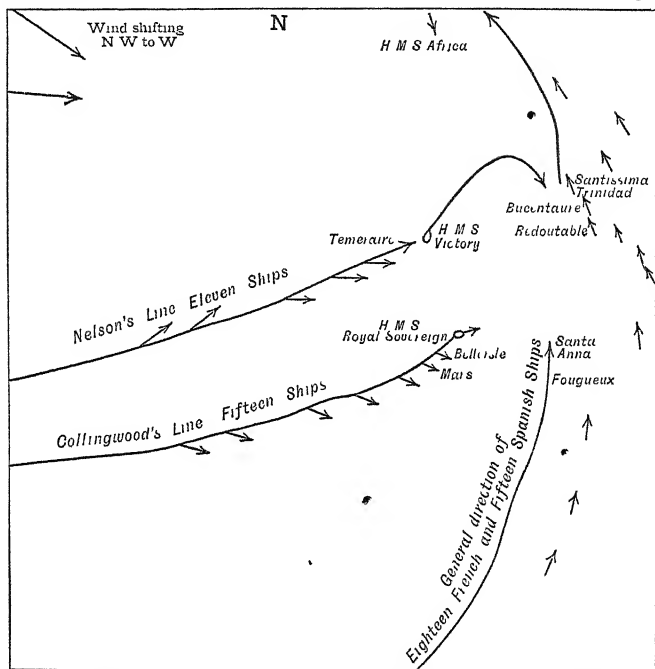 Wind shifting
N W to W
N
H M S Africa
Santissima
Trinidad
Bucentaure
Redoutable
Temeraire
H M S
Victory
Nelson's Line Eleven Ships
H M S
Royal Sovereign
Belleisle
Mars
Santa
Anna
Fougueux
Collingwood's Line Fifteen Ships
General direction of
Eighteen French and Fifteen Spanish Ships